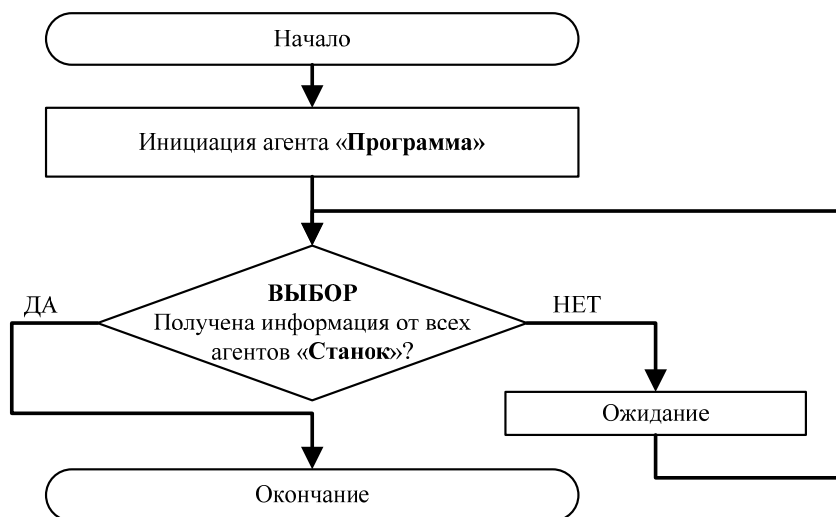 Начало
Инициация агента «Программа»
ВЫБОР
ДА
НЕТ
Получена информация от всех
агентов «Станок»?
Ожидание
Окончание